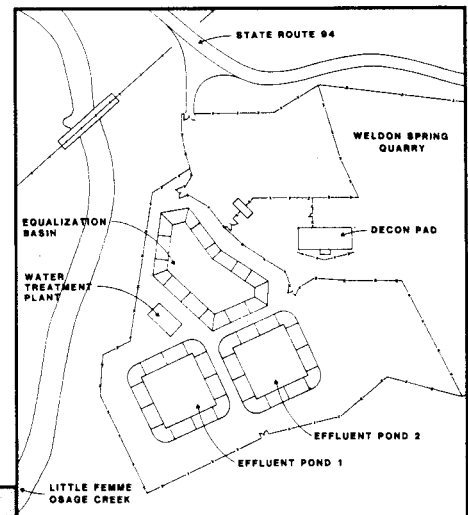 STATE ROUTE 94
WELDON SPRING
QUARRY
EQUALIZATION
BASIN
DECON PAD
WATER
TREATMENT
PLANT
EFFLUENT POND 2
EFFLUENT POND 1
LITTLE FEMME
OSAGE CREEK